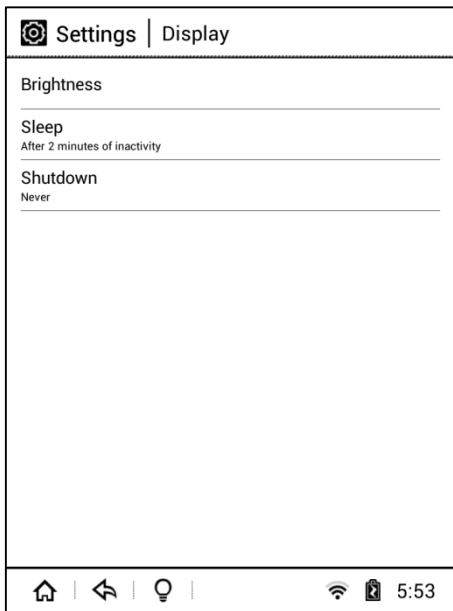 Settings | Display
Brightness
Sleep
After 2 minutes of inactivity
Shutdown
Never
5:53